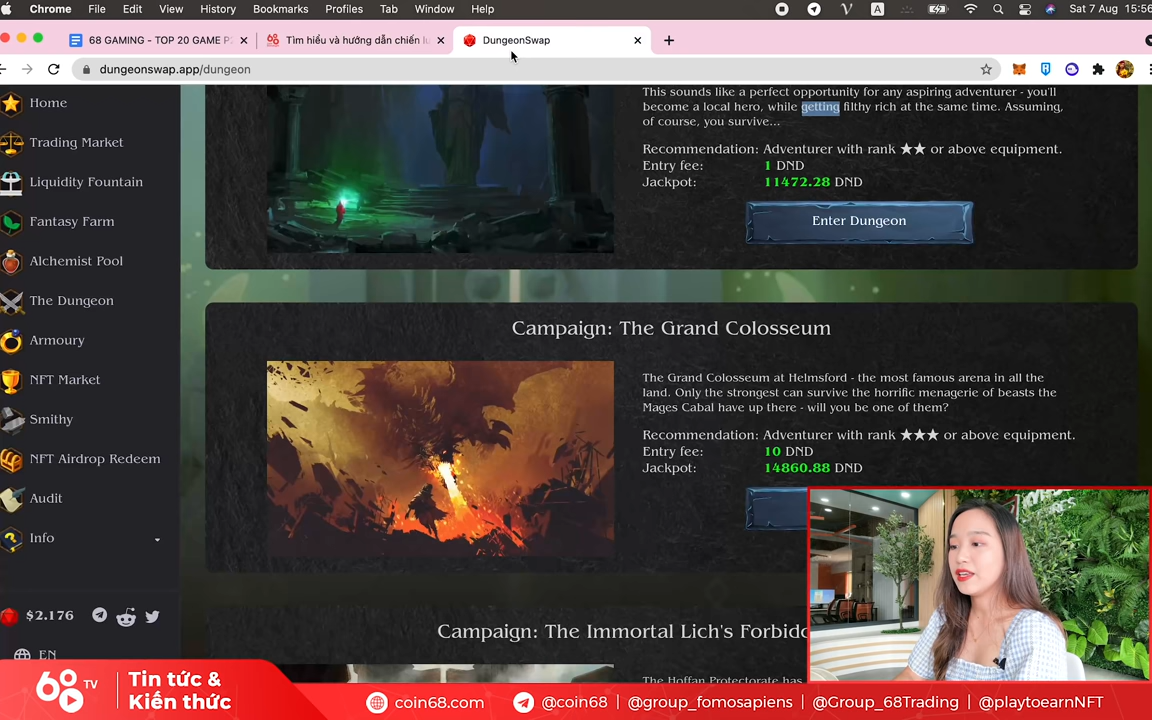 Chrome File Edit View History Bookmarks Profiles Tab Window Help
Sat 7 Aug 15:56
68 GAMING - TOP 20 GAME P2
Tìm hiểu và hướng dẫn chiến lư
DungeonSwap
dungeonswap.app/dungeon
Home
Trading Market
Liquidity Fountain
Fantasy Farm
Alchemist Pool
The Dungeon
Armoury
NFT Market
Smithy
NFT Airdrop Redeem
Audit
Info
$2.176
EN
This sounds like a perfect opportunity for any aspiring adventurer - you'll
become a local hero, while getting filthy rich at the same time. Assuming,
of course, you survive...
Recommendation: Adventurer with rank ★★ or above equipment.
Entry fee: 1 DND
Jackpot: 11472.28 DND
Enter Dungeon
Campaign: The Grand Colosseum
The Grand Colosseum at Helmsford - the most famous arena in all the
land. Only the strongest can survive the horrific menagerie of beasts the
Mages Cabal have up there - will you be one of them?
Recommendation: Adventurer with rank ★★★ or above equipment.
Entry fee: 10 DND
Jackpot: 14860.88 DND
Campaign: The Immortal Lich's Forbidd
The Hoffan Protectorate has
68 TV
Tin tức &
Kiến thức
coin68.com
@coin68 | @group_fomosapiens | @Group_68Trading | @playtoearnNFT